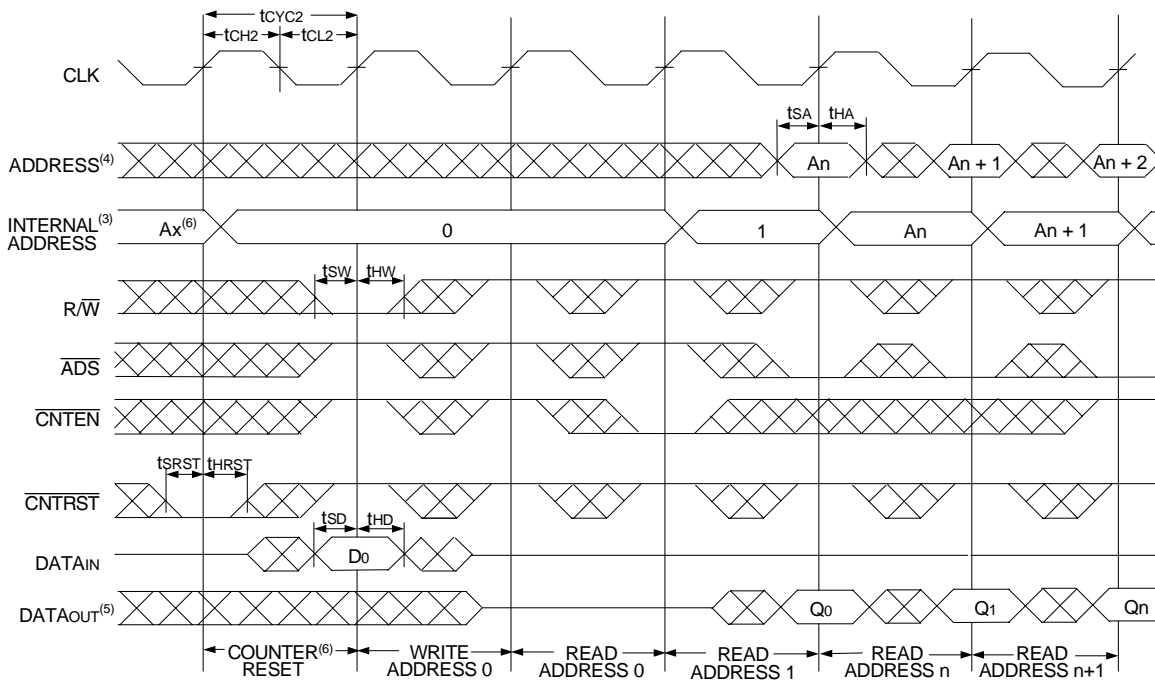 tCYC2
tCH2 tCL2
CLK
tSA tHA
ADDRESS(4)
An An + 1 An + 2
INTERNAL(3)
ADDRESS
Ax(6) 0 1 An An + 1
tSW tHW
R/W
ADS
CNTEN
tSRST tHRST
CNTRST
tSD tHD
DATAIN
D0
DATAOUT(5)
Q0 Q1 Qn
COUNTER(6) WRITE READ READ READ READ
RESET ADDRESS 0 ADDRESS 0 ADDRESS 1 ADDRESS n ADDRESS n+1